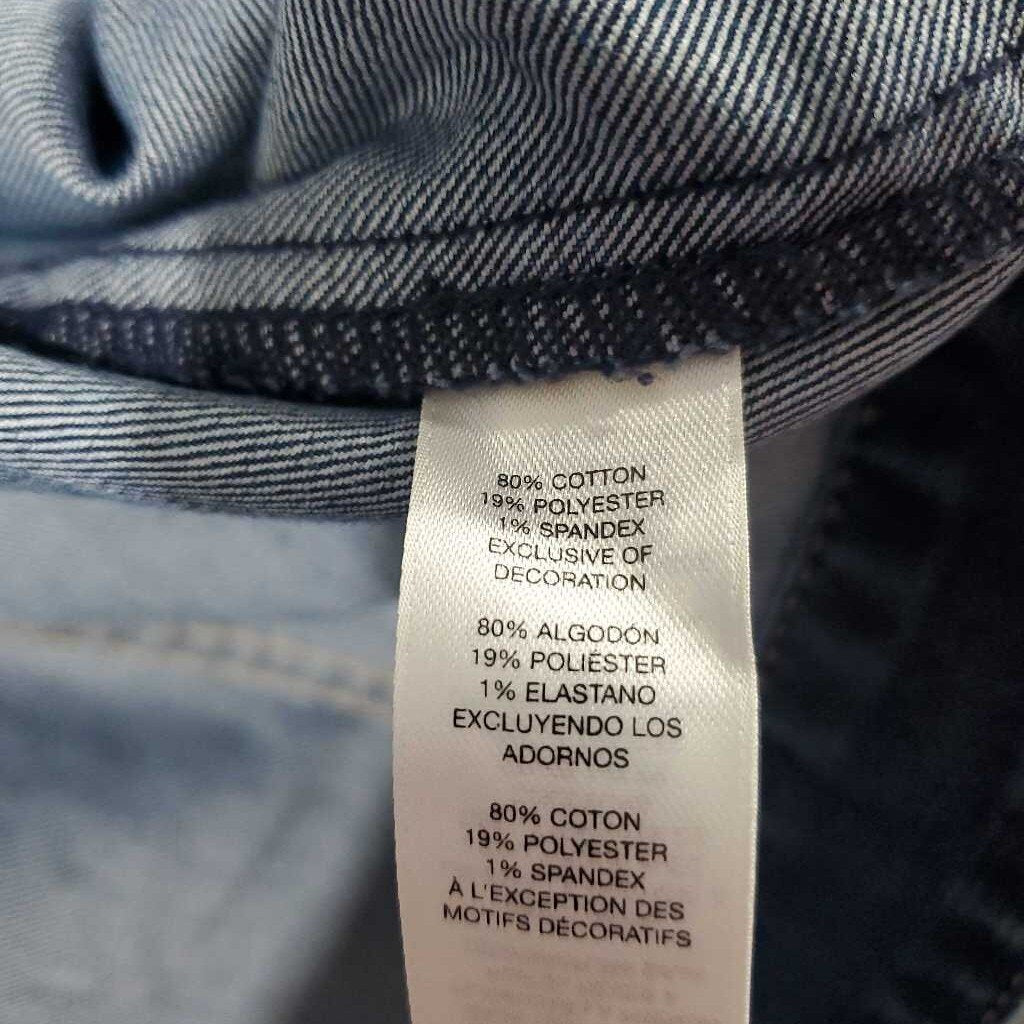 80% COTTON
19% POLYESTER
1% SPANDEX
EXCLUSIVE OF
DECORATION
80% ALGODÓN
19% POLIÉSTER
1% ELASTANO
EXCLUYENDO LOS
ADORNOS
80% COTON
19% POLYESTER
1% SPANDEX
À L'EXCEPTION DES
MOTIFS DÉCORATIFS